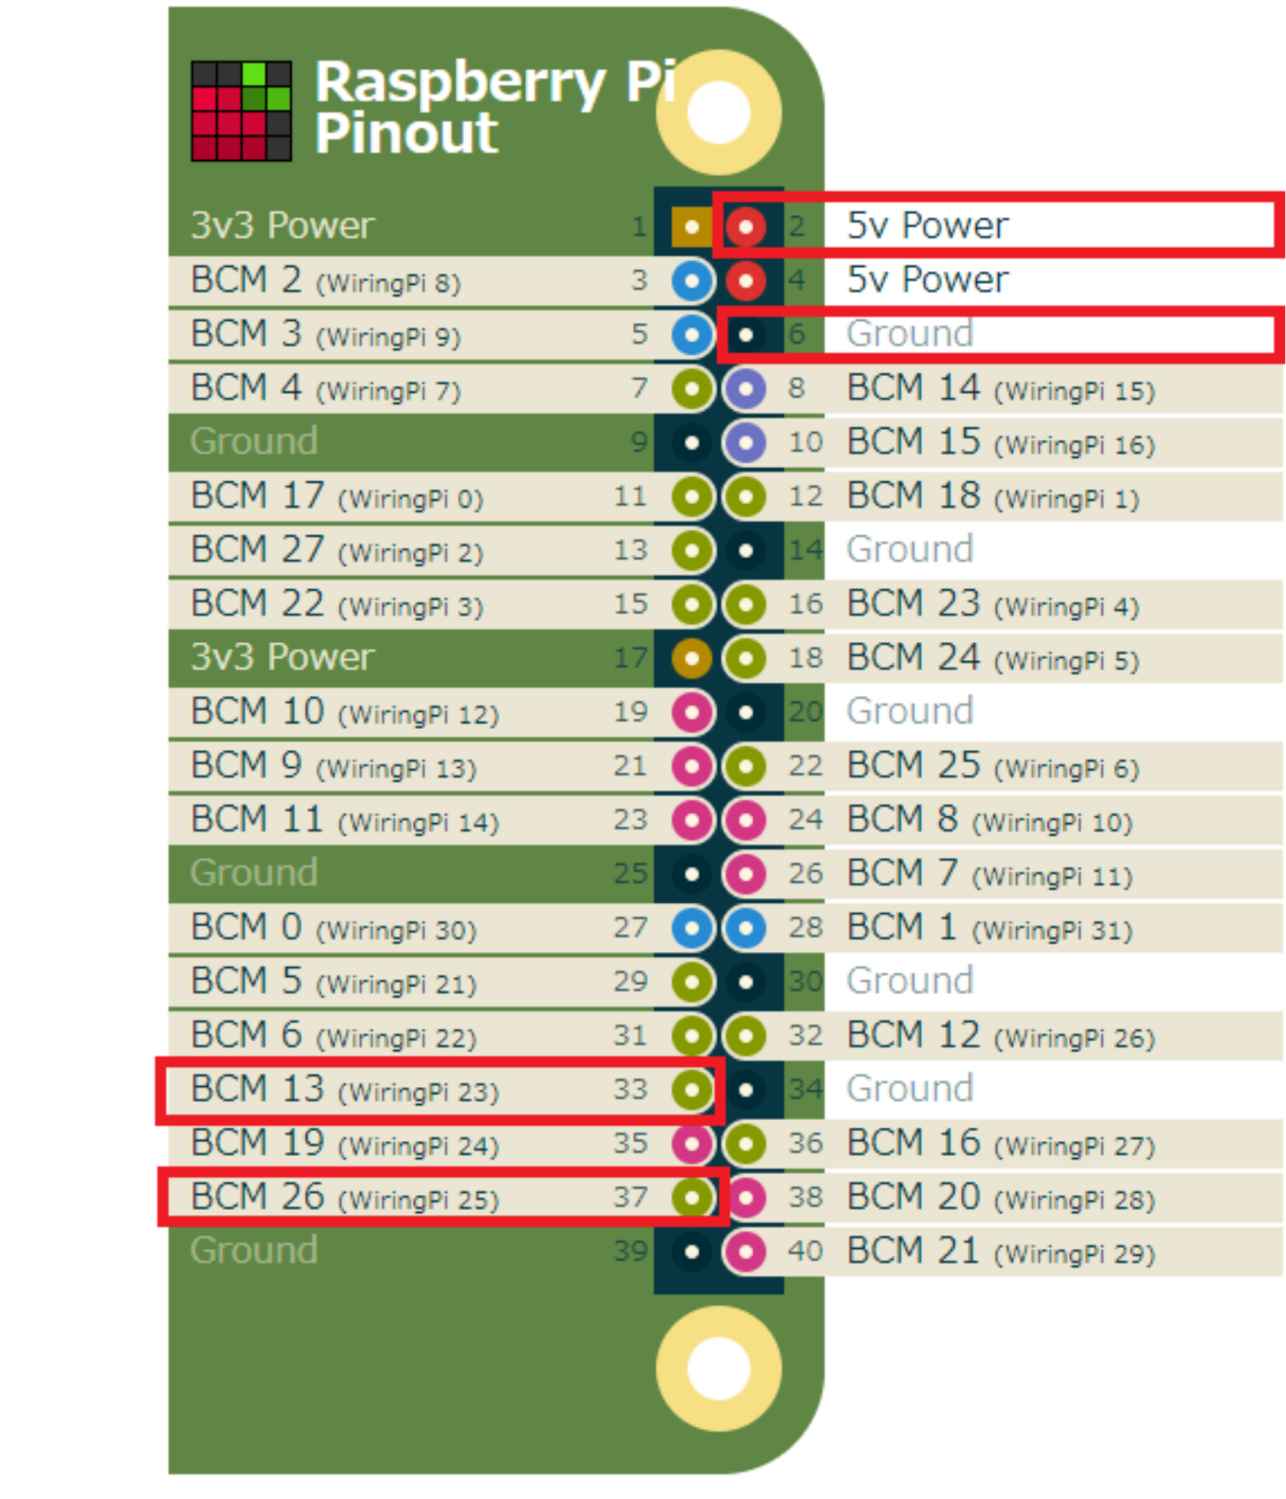 Raspberry Pi
Pinout
3v3 Power 1 2 5v Power
BCM 2 (WiringPi 8) 3 4 5v Power
BCM 3 (WiringPi 9) 5 6 Ground
BCM 4 (WiringPi 7) 7 8 BCM 14 (WiringPi 15)
Ground 9 10 BCM 15 (WiringPi 16)
BCM 17 (WiringPi 0) 11 12 BCM 18 (WiringPi 1)
BCM 27 (WiringPi 2) 13 14 Ground
BCM 22 (WiringPi 3) 15 16 BCM 23 (WiringPi 4)
3v3 Power 17 18 BCM 24 (WiringPi 5)
BCM 10 (WiringPi 12) 19 20 Ground
BCM 9 (WiringPi 13) 21 22 BCM 25 (WiringPi 6)
BCM 11 (WiringPi 14) 23 24 BCM 8 (WiringPi 10)
Ground 25 26 BCM 7 (WiringPi 11)
BCM 0 (WiringPi 30) 27 28 BCM 1 (WiringPi 31)
BCM 5 (WiringPi 21) 29 30 Ground
BCM 6 (WiringPi 22) 31 32 BCM 12 (WiringPi 26)
BCM 13 (WiringPi 23) 33 34 Ground
BCM 19 (WiringPi 24) 35 36 BCM 16 (WiringPi 27)
BCM 26 (WiringPi 25) 37 38 BCM 20 (WiringPi 28)
Ground 39 40 BCM 21 (WiringPi 29)